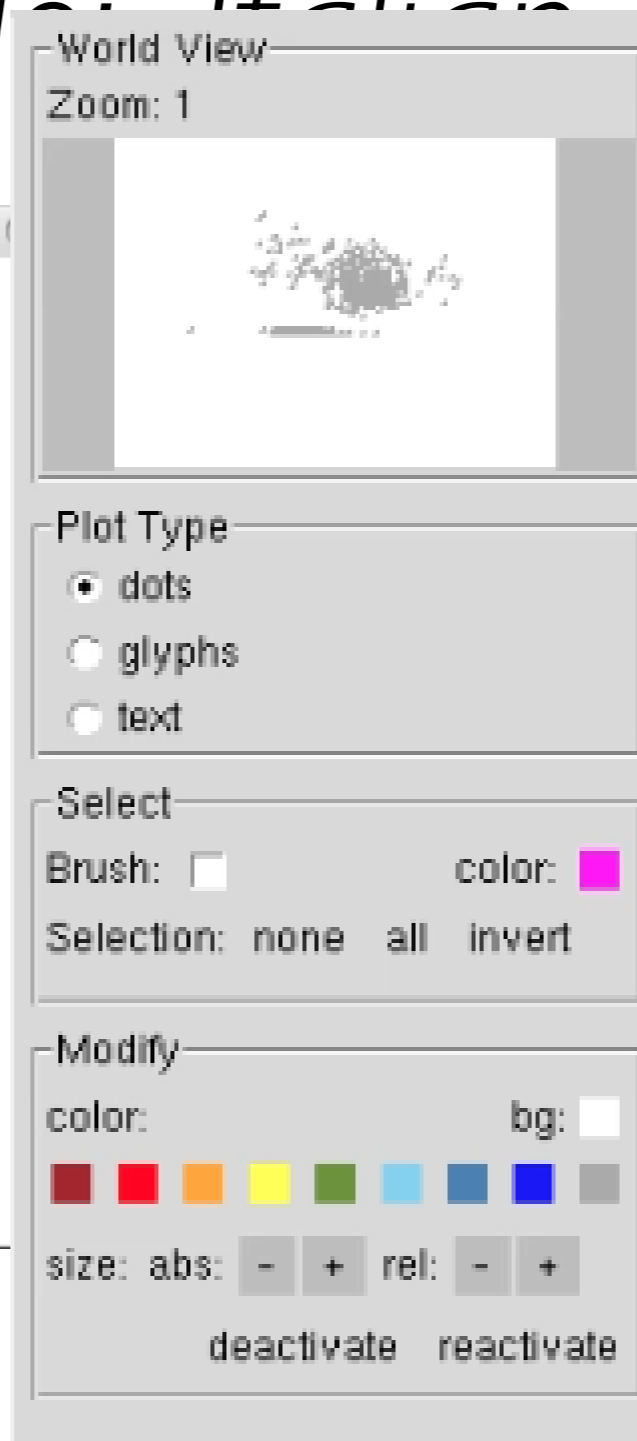 World View
Zoom: 1
Plot Type
dots
glyphs
text
Select
Brush: color:
Selection: none all invert
Modify
color: bg:
size: abs: - + rel: - +
deactivate reactivate